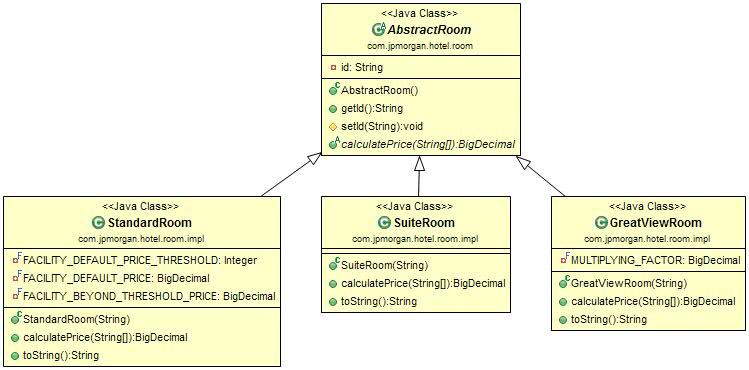 <<Java Class>>
AbstractRoom
com.jpmorgan.hotel.room
id: String
AbstractRoom()
getId():String
setId(String):void
calculatePrice(String[]):BigDecimal
<<Java Class>>
StandardRoom
com.jpmorgan.hotel.room.impl
FACILITY_DEFAULT_PRICE_THRESHOLD: Integer
FACILITY_DEFAULT_PRICE: BigDecimal
FACILITY_BEYOND_THRESHOLD_PRICE: BigDecimal
StandardRoom(String)
calculatePrice(String[]):BigDecimal
toString():String
<<Java Class>>
SuiteRoom
com.jpmorgan.hotel.room.impl
SuiteRoom(String)
calculatePrice(String[]):BigDecimal
toString():String
<<Java Class>>
GreatViewRoom
com.jpmorgan.hotel.room.impl
MULTIPLYING_FACTOR: BigDecimal
GreatViewRoom(String)
calculatePrice(String[]):BigDecimal
toString():String